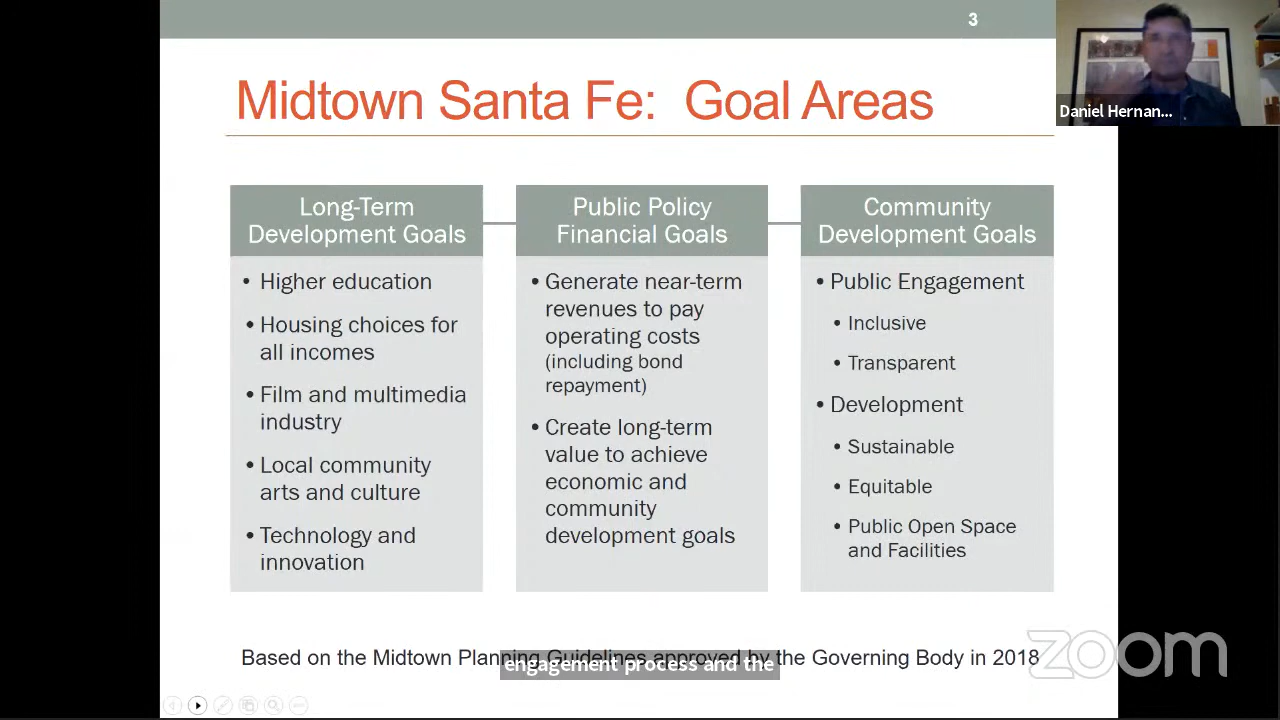 3
Midtown Santa Fe: Goal Areas
Daniel Hernan...
Long-Term
Development Goals
• Higher education
• Housing choices for
all incomes
• Film and multimedia
industry
• Local community
arts and culture
• Technology and
innovation
Public Policy
Financial Goals
• Generate near-term
revenues to pay
operating costs
(including bond
repayment)
• Create long-term
value to achieve
economic and
community
development goals
Community
Development Goals
• Public Engagement
• Inclusive
• Transparent
• Development
• Sustainable
• Equitable
• Public Open Space
and Facilities
Based on the Midtown Planning Guidelines approved by the Governing Body in 2018
engagement process and the
zoom